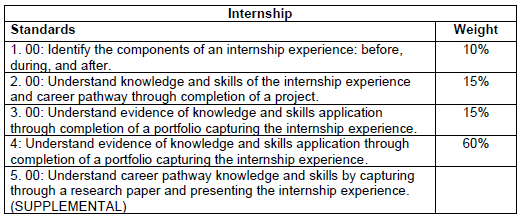 Internship
Standards Weight
1. 00: Identify the components of an internship experience: before, 10%
during, and after.
2. 00: Understand knowledge and skills of the internship experience 15%
and career pathway through completion of a project.
3. 00: Understand evidence of knowledge and skills application 15%
through completion of a portfolio capturing the internship experience.
4: Understand evidence of knowledge and skills application through 60%
completion of a portfolio capturing the internship experience.
5. 00: Understand career pathway knowledge and skills by capturing
through a research paper and presenting the internship experience.
(SUPPLEMENTAL)